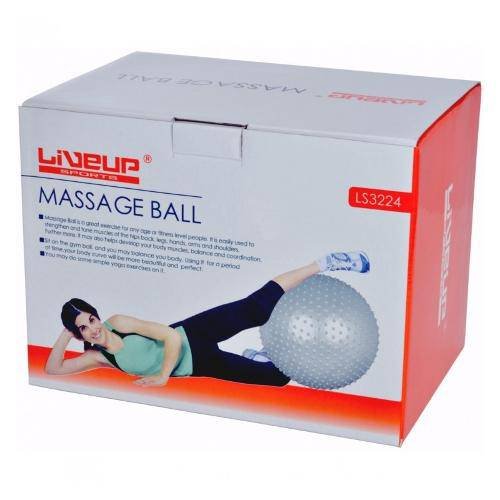 LiveUp
SPORTS
MASSAGE BALL
LiveUp®
SPORTS
MASSAGE BALL
LS3224
Massage Ball is a great exercise for any age or fitness level people. It is easily used to
strengthen and tone muscles of the hips back, legs, hands, arms and shoulders.
Further more. It may also helps develop your body muscles, balance and coordination.
Sit on the gym ball. and you may balance you body. Using it for a period
of time,your body curve will be more beautiful and perfect.
You may do some simple yoga exercises on it.
LiveUp
SPORTS